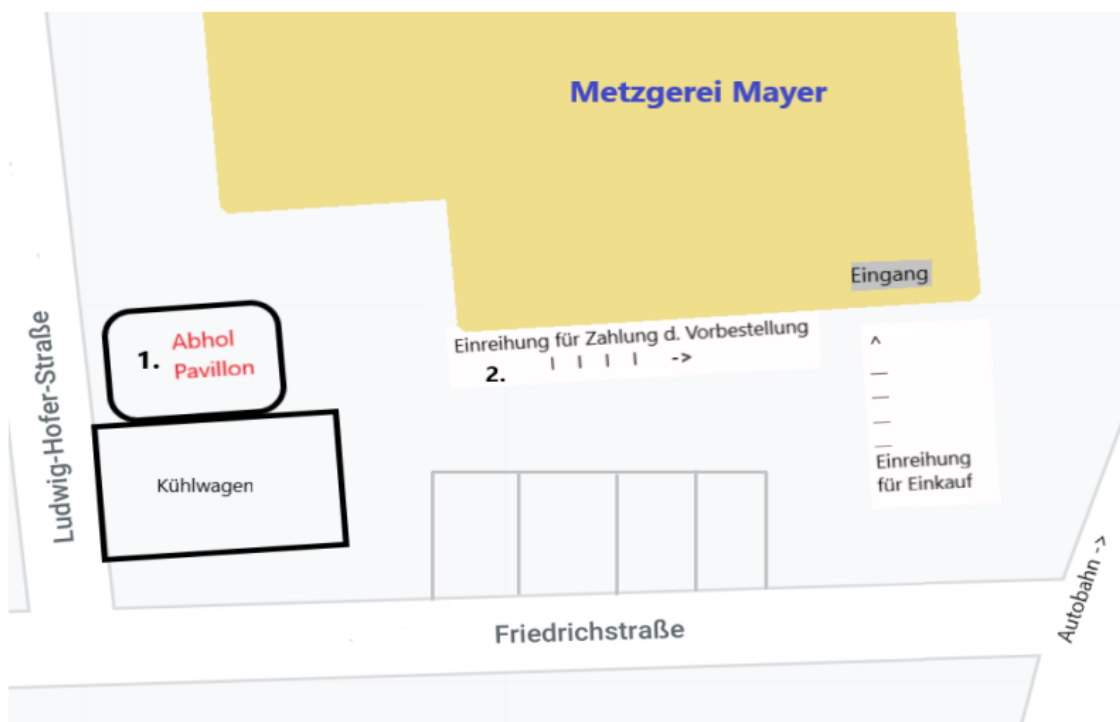 Metzgerei Mayer
Eingang
Einreihung für Zahlung d. Vorbestellung
2. | | | | ->
^
Einreihung
für Einkauf
1. Abhol
Pavillon
Kühlwagen
Ludwig-Hofer-Straße
Friedrichstraße
Autobahn ->